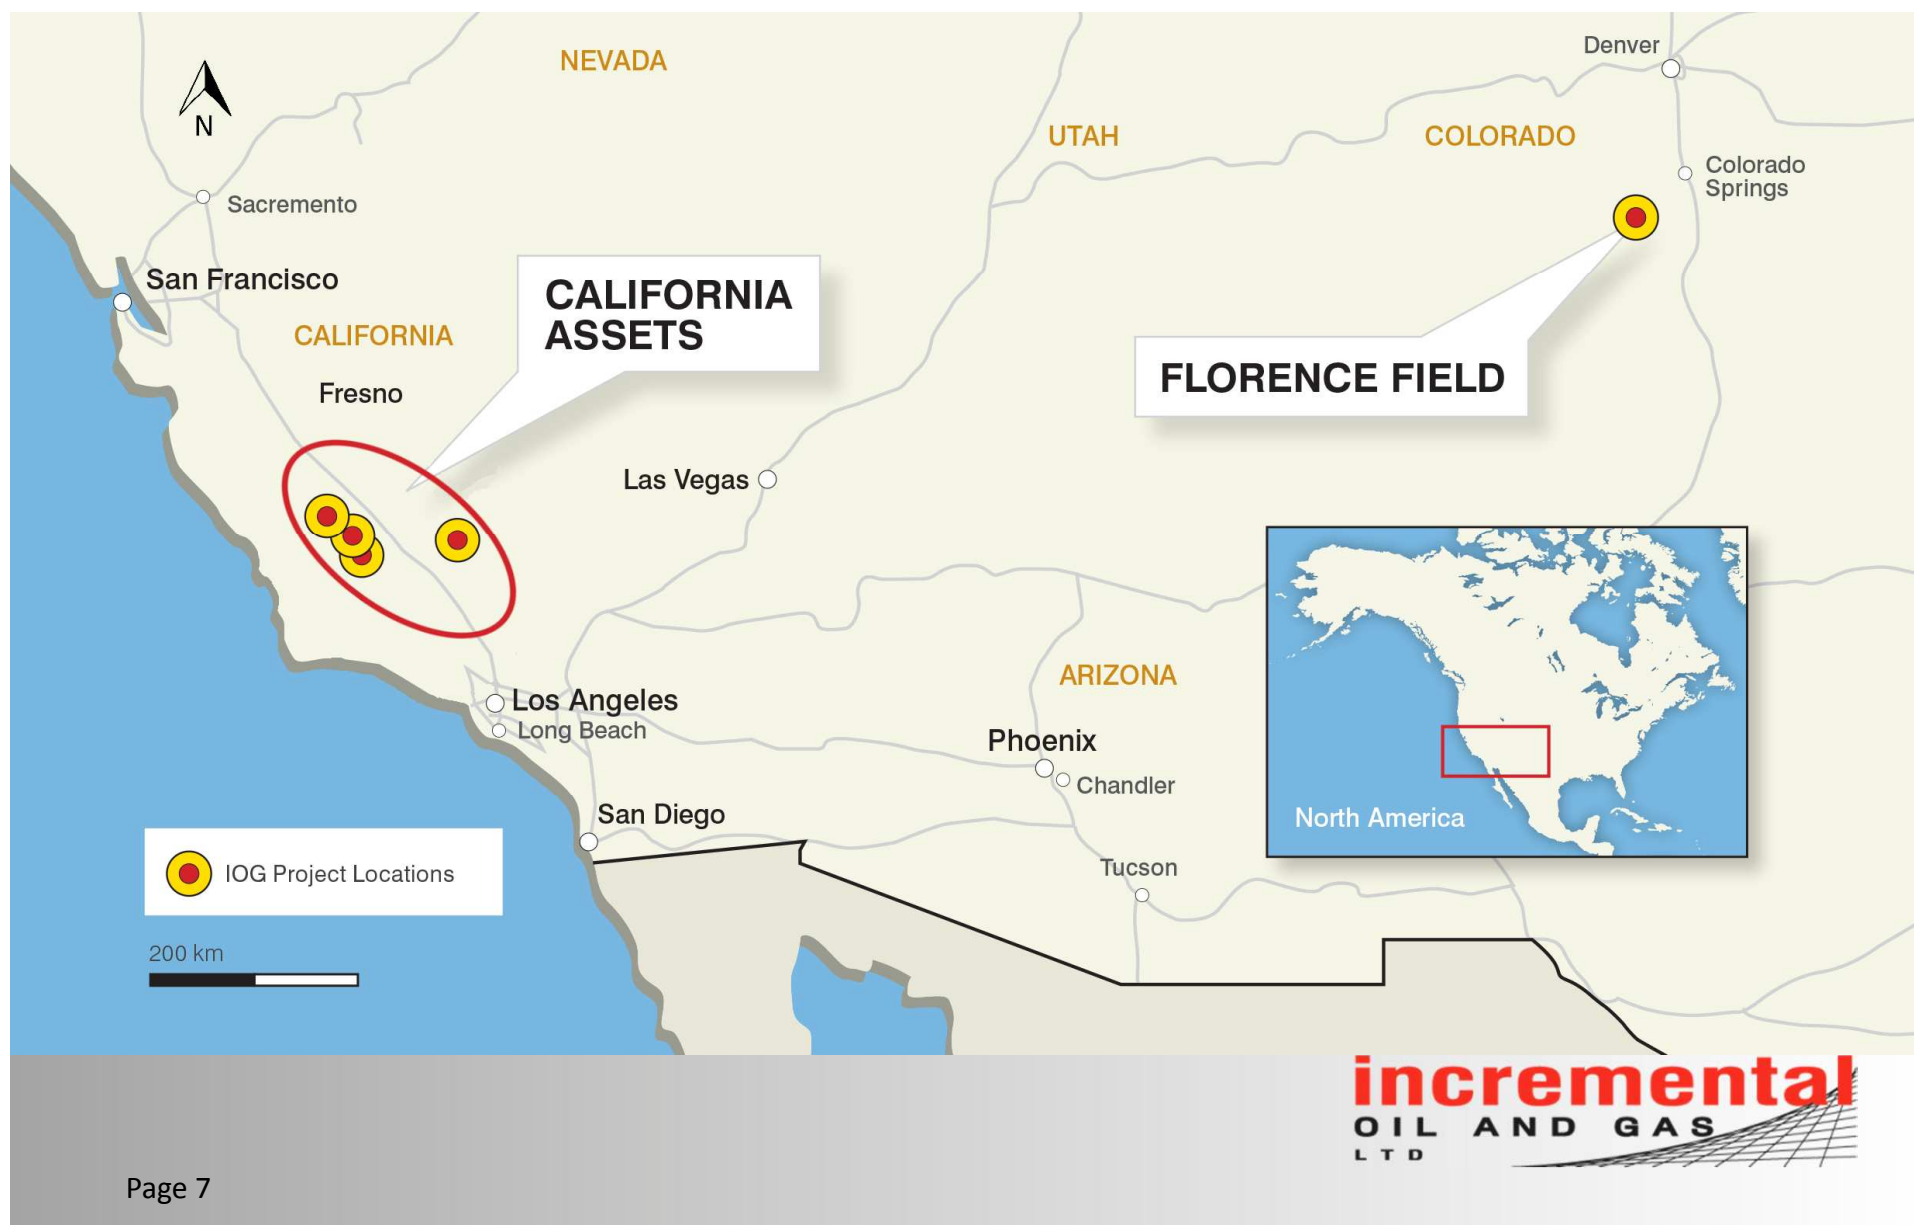 Denver
NEVADA
UTAH
COLORADO
N
Colorado
Springs
Sacremento
San Francisco
CALIFORNIA
ASSETS
CALIFORNIA
FLORENCE FIELD
Fresno
Las Vegas
ARIZONA
Los Angeles
Long Beach
Phoenix
Chandler
San Diego
North America
IOG Project Locations
Tucson
200 km
incremental
OIL AND GAS
LTD
Page 7